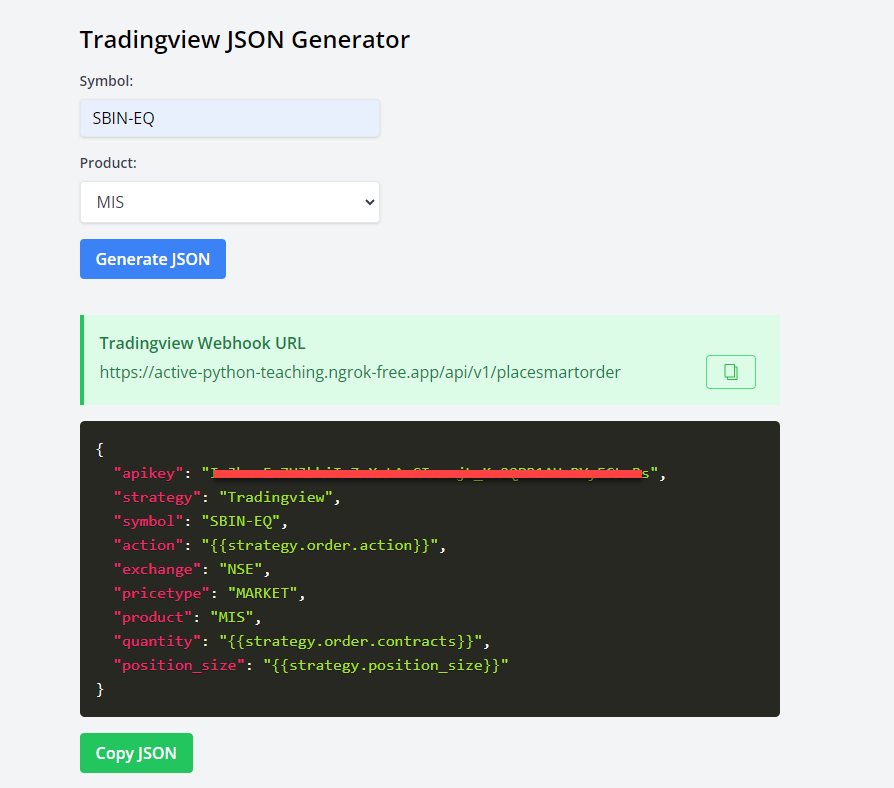 Tradingview JSON Generator
Symbol:
SBIN-EQ
Product:
MIS
Generate JSON
Tradingview Webhook URL
https://active-python-teaching.ngrok-free.app/api/v1/placesmartorder
{
"apikey": "
"strategy": "Tradingview",
"symbol": "SBIN-EQ",
"action": "{{strategy.order.action}}",
"exchange": "NSE",
"pricetype": "MARKET",
"product": "MIS",
"quantity": "{{strategy.order.contracts}}",
"position_size": "{{strategy.position_size}}"
}
Copy JSON